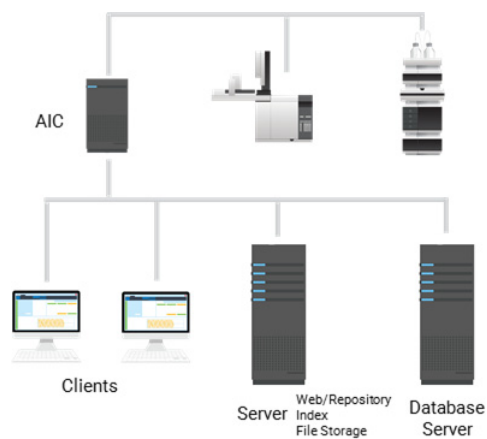 AIC
Clients
Server
Web/Repository
Index
File Storage
Database
Server